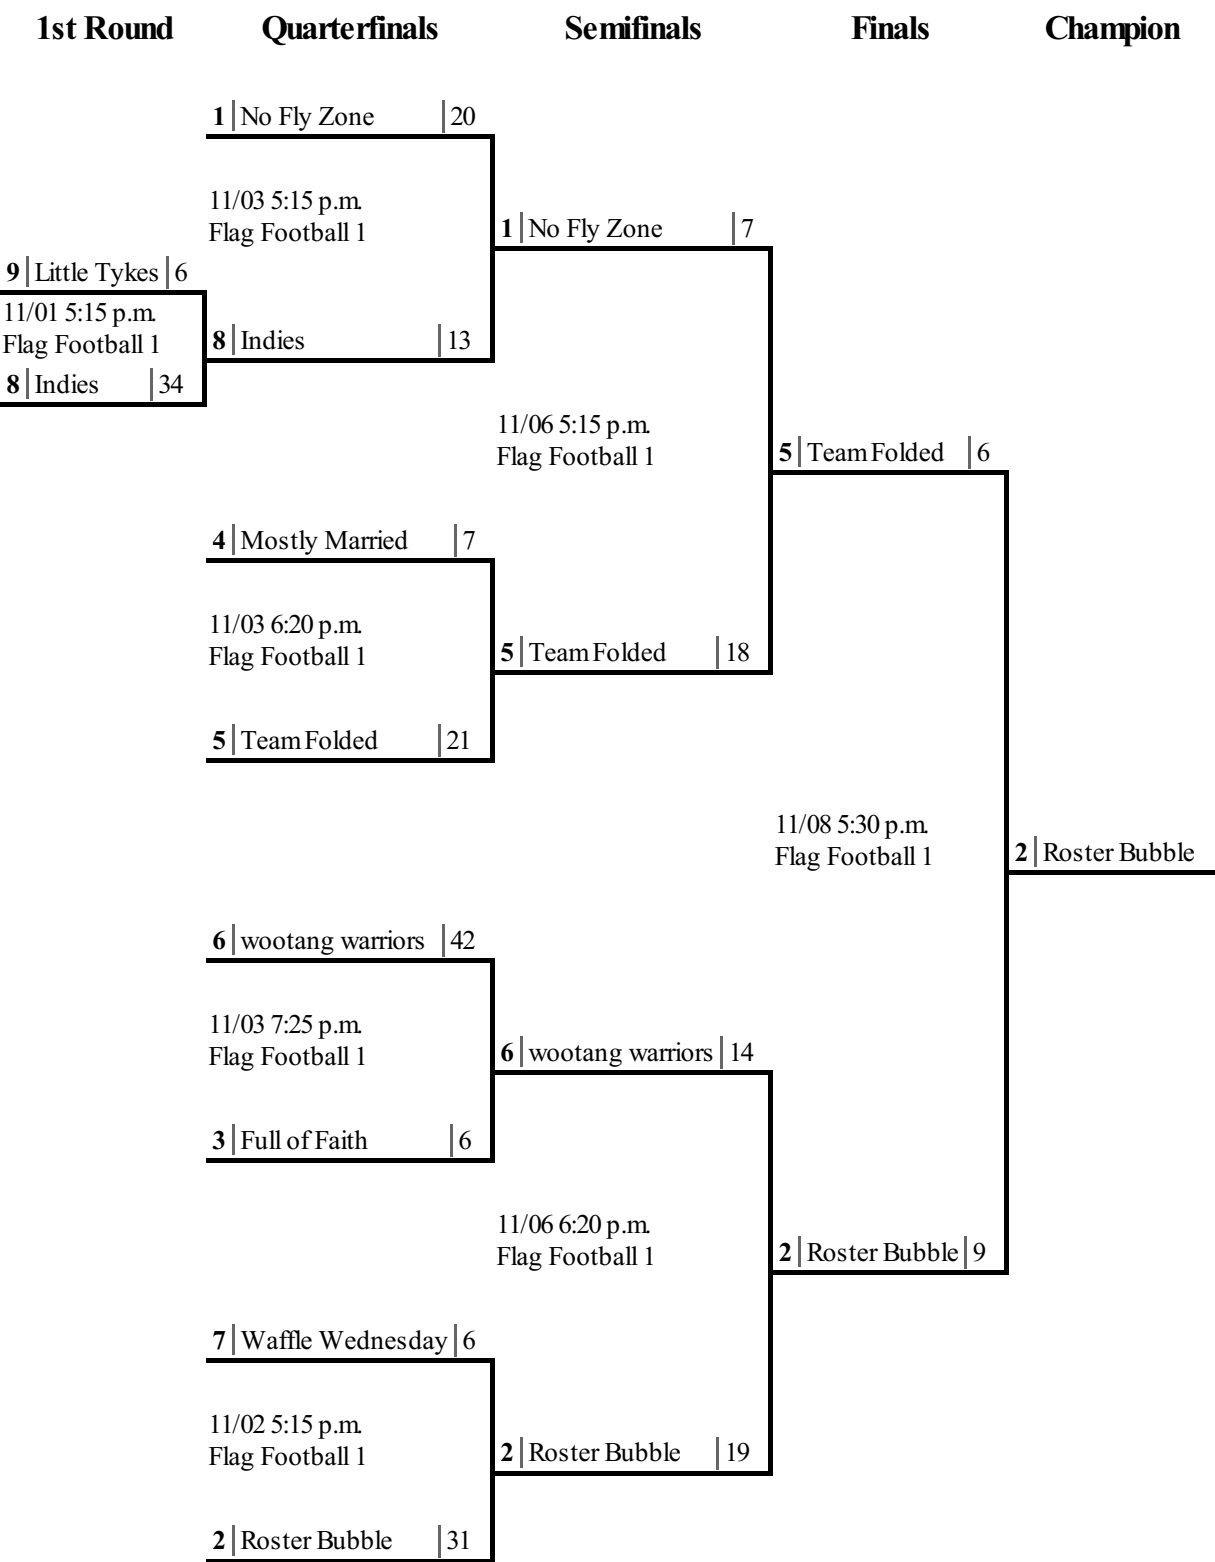 1st Round Quarterfinals Semifinals Finals Champion
1 No Fly Zone 20
11/03 5:15 p.m.
Flag Football 1
1 No Fly Zone 7
9 Little Tykes 6
11/01 5:15 p.m.
Flag Football 1
8 Indies 13
8 Indies 34
11/06 5:15 p.m.
Flag Football 1
5 Team Folded 6
4 Mostly Married 7
11/03 6:20 p.m.
Flag Football 1
5 Team Folded 18
5 Team Folded 21
11/08 5:30 p.m.
Flag Football 1
2 Roster Bubble
6 wootang warriors 42
11/03 7:25 p.m.
Flag Football 1
6 wootang warriors 14
3 Full of Faith 6
11/06 6:20 p.m.
Flag Football 1
2 Roster Bubble 9
7 Waffle Wednesday 6
11/02 5:15 p.m.
Flag Football 1
2 Roster Bubble 19
2 Roster Bubble 31